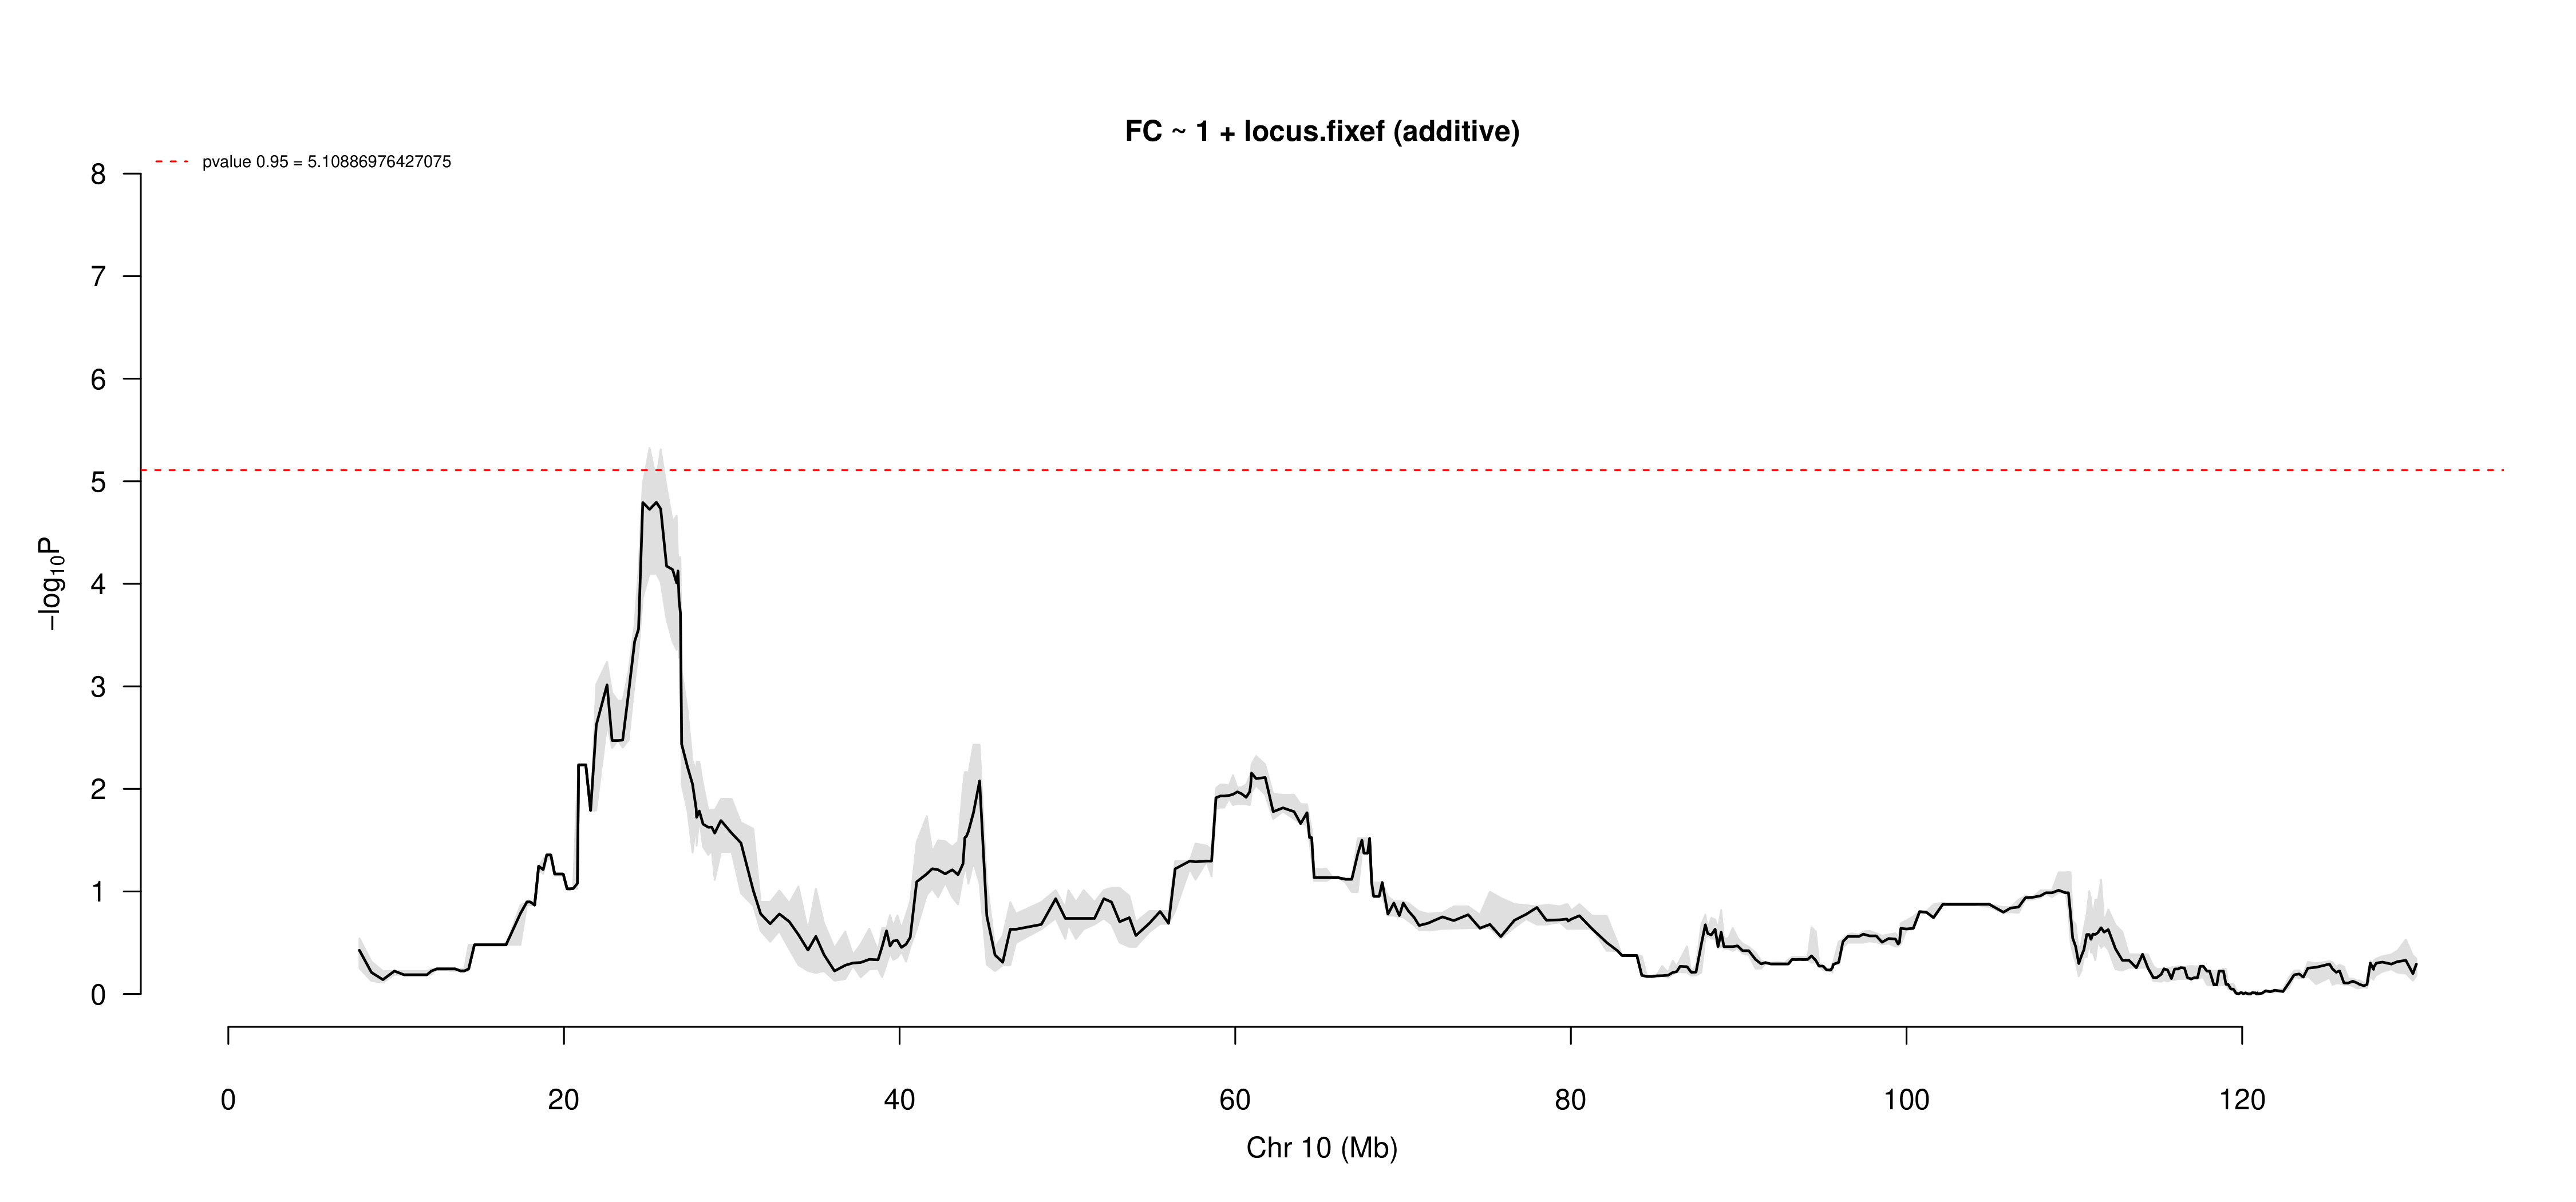 FC ~ 1 + locus.fixef (additive)
pvalue 0.95 = 5.10886976427075
8
7
6
5
4
3
2
1
0
−log10P
0 20 40 60 80 100 120
Chr 10 (Mb)